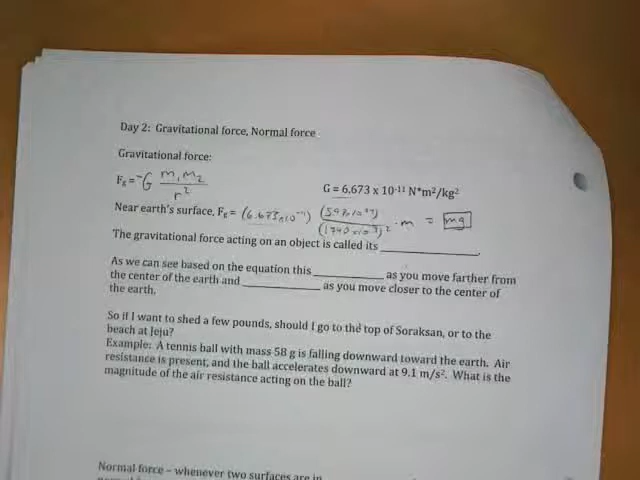 Day 2: Gravitational force, Normal force
Gravitational force:
Fg = -G m₁m₂ / r²
G = 6.673 x 10⁻¹¹ N*m²/kg²
Near earth's surface, Fg = (6.673x10⁻¹¹) · m = mg
The gravitational force acting on an object is called its ____________.
As we can see based on the equation this ____________ as you move farther from
the center of the earth and ____________ as you move closer to the center of
the earth.
So if I want to shed a few pounds, should I go to the top of Soraksan, or to the
beach at Jeju?
Example: A tennis ball with mass 58 g is falling downward toward the earth. Air
resistance is present, and the ball accelerates downward at 9.1 m/s². What is the
magnitude of the air resistance acting on the ball?
Normal force – whenever two surfaces are in